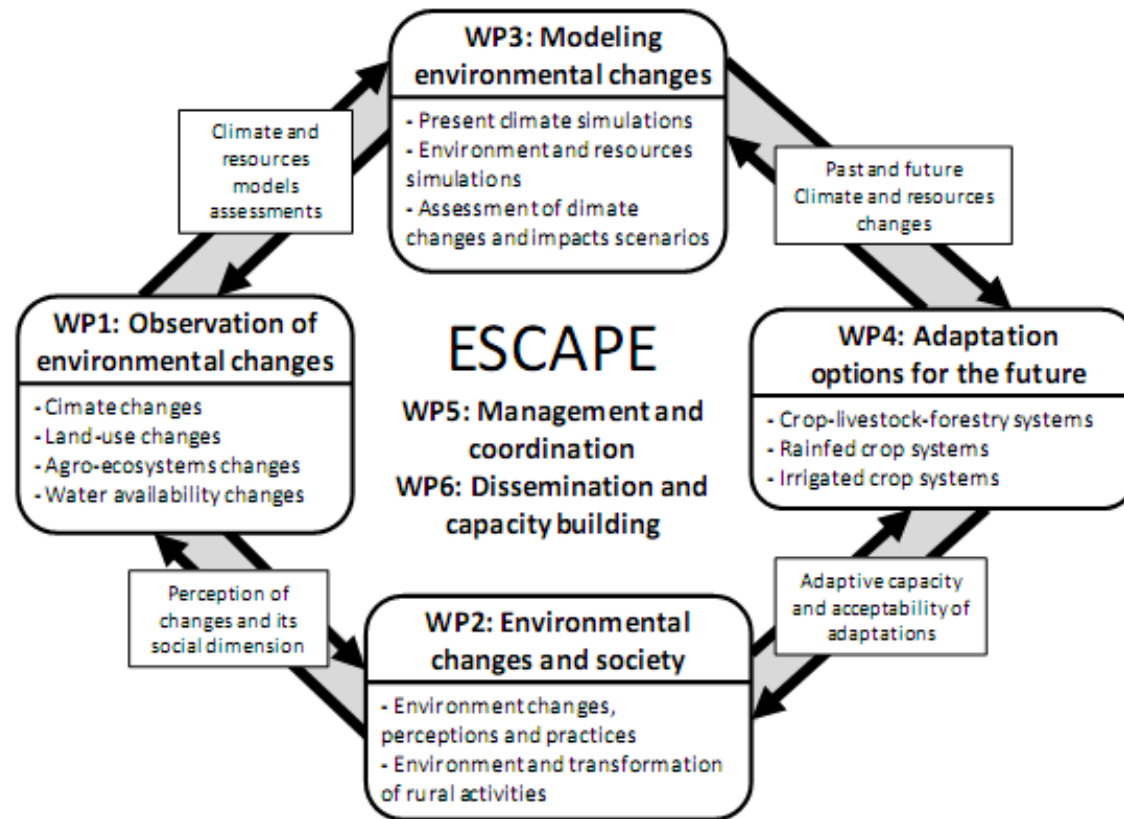 WP3: Modeling
environmental changes
- Present climate simulations
- Environment and resources
simulations
- Assessment of dimate
changes and impacts scenarios
Climate and
resources
models
assessments
Past and future
Climate and resources
changes
WP1: Observation of
environmental changes
- Cimate changes
- Land-use changes
- Agro-ecosystems changes
- Water availability changes
ESCAPE
WP5: Management and
coordination
WP6: Dissemination and
capacity building
WP4: Adaptation
options for the future
- Crop-livestock-forestry systems
- Rainfed crop systems
- Irrigated crop systems
Perception of
changes and its
social dimension
Adaptive capacity
and acceptability of
adaptations
WP2: Environmental
changes and society
- Environment changes,
perceptions and practices
- Environment and transformation
of rural activities